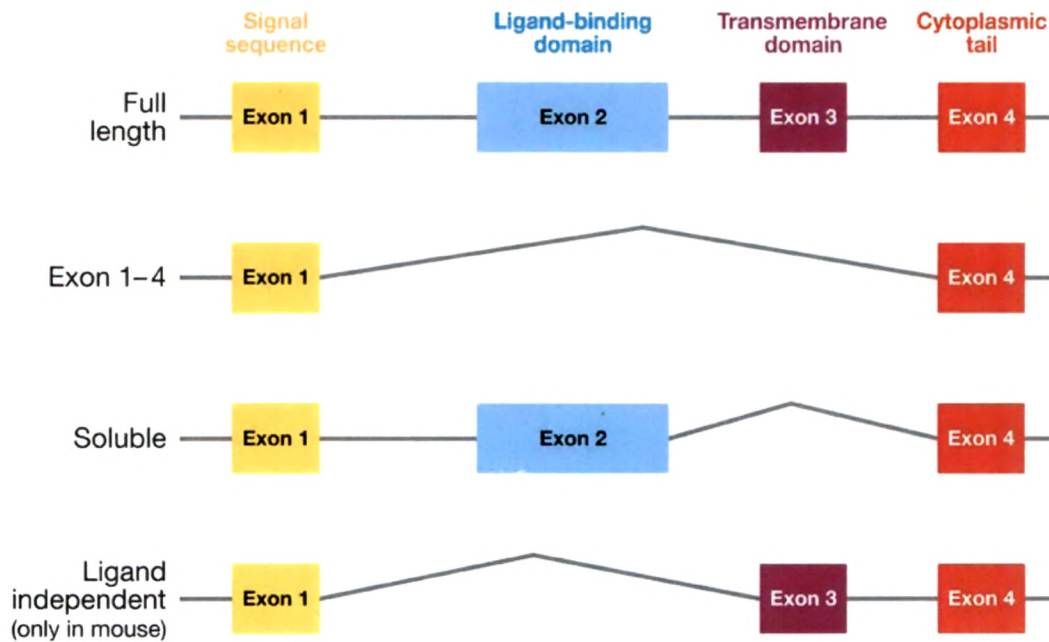 Signal
sequence
Ligand-binding
domain
Transmembrane
domain
Cytoplasmic
tail
Full
length
Exon 1
Exon 2
Exon 3
Exon 4
Exon 1–4
Exon 1
Exon 4
Soluble
Exon 1
Exon 2
Exon 4
Ligand
independent
(only in mouse)
Exon 1
Exon 3
Exon 4